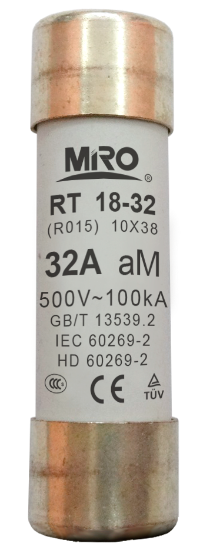 MIRO ®
RT 18-32
(R015) 10X38
32A aM
500V~100kA
GB/T 13539.2
IEC 60269-2
HD 60269-2
CCC CE TÜV